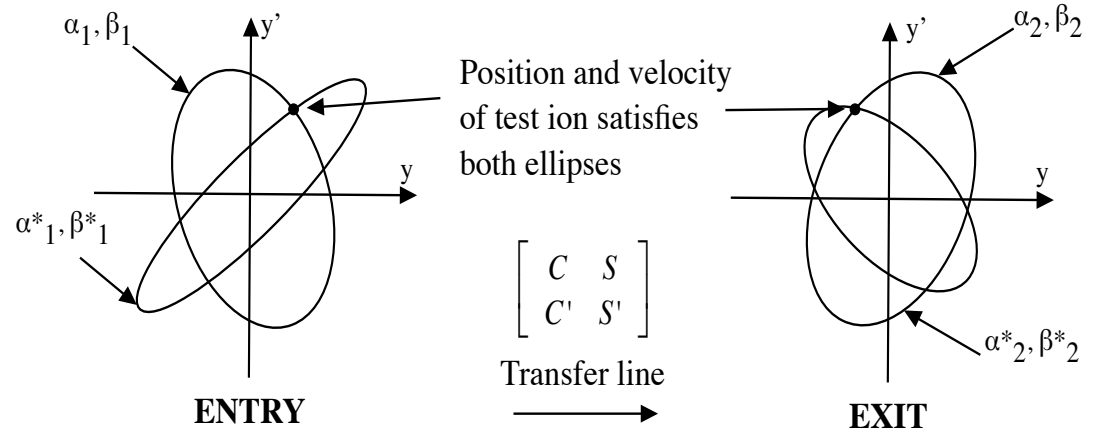 α₁, β₁
y'
Position and velocity
of test ion satisfies
both ellipses
y
α*₁, β*₁
ENTRY
[ C S
C' S' ]
Transfer line
α₂, β₂
y'
y
α*₂, β*₂
EXIT